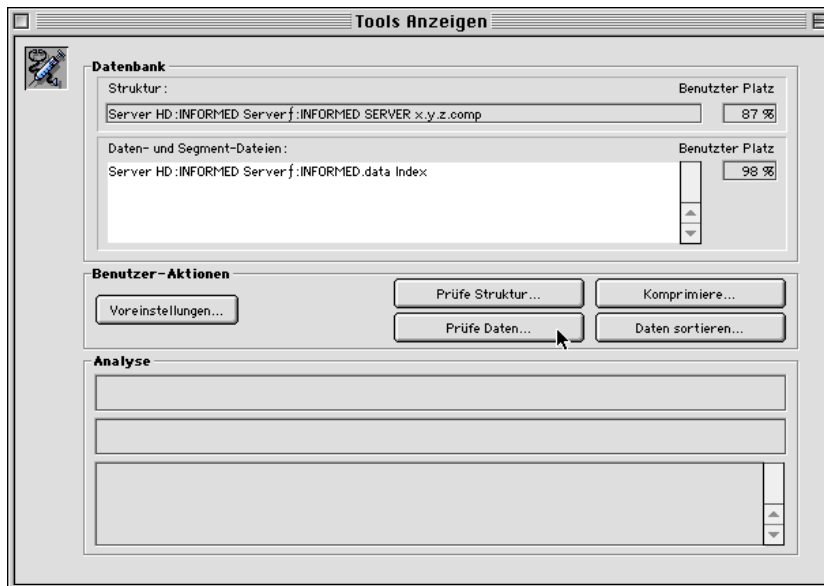 Tools Anzeigen
Datenbank
Struktur: Benutzter Platz
Server HD:INFORMED Serverƒ:INFORMED SERVER x.y.z.comp 87 %
Daten- und Segment-Dateien: Benutzter Platz
Server HD:INFORMED Serverƒ:INFORMED.data Index 98 %
Benutzer-Aktionen
Voreinstellungen...
Prüfe Struktur... Komprimiere...
Prüfe Daten... Daten sortieren...
Analyse